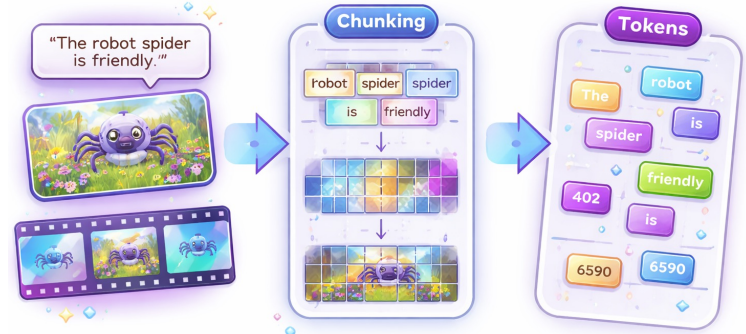 “The robot spider
is friendly.’”
Chunking
robot spider spider
is friendly
Tokens
The robot
spider is
friendly
402 is
6590 6590